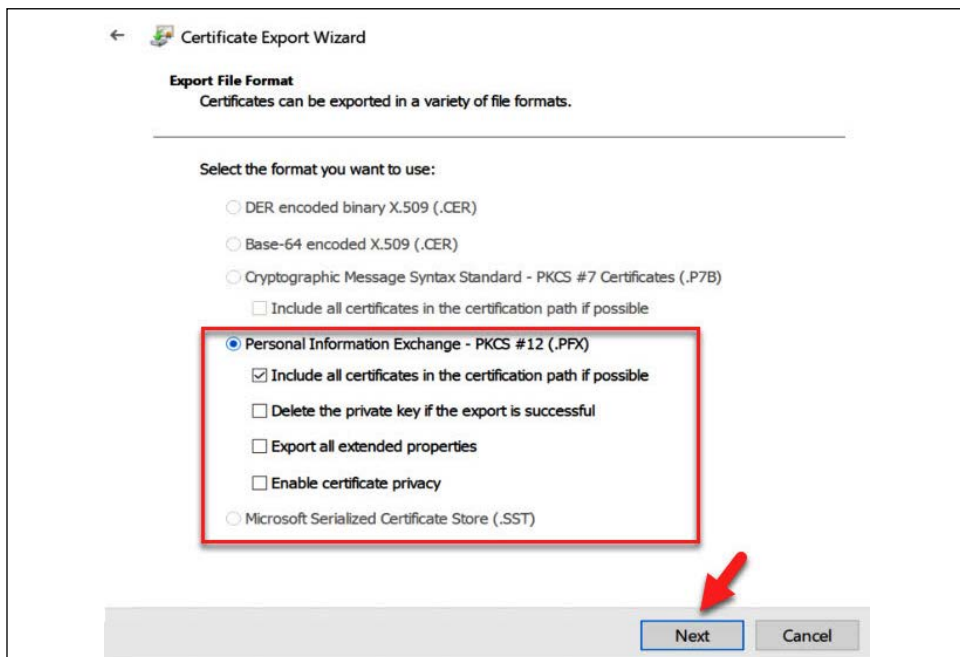 Certificate Export Wizard
Export File Format
Certificates can be exported in a variety of file formats.
Select the format you want to use:
DER encoded binary X.509 (.CER)
Base-64 encoded X.509 (.CER)
Cryptographic Message Syntax Standard - PKCS #7 Certificates (.P7B)
Include all certificates in the certification path if possible
Personal Information Exchange - PKCS #12 (.PFX)
Include all certificates in the certification path if possible
Delete the private key if the export is successful
Export all extended properties
Enable certificate privacy
Microsoft Serialized Certificate Store (.SST)
Next Cancel